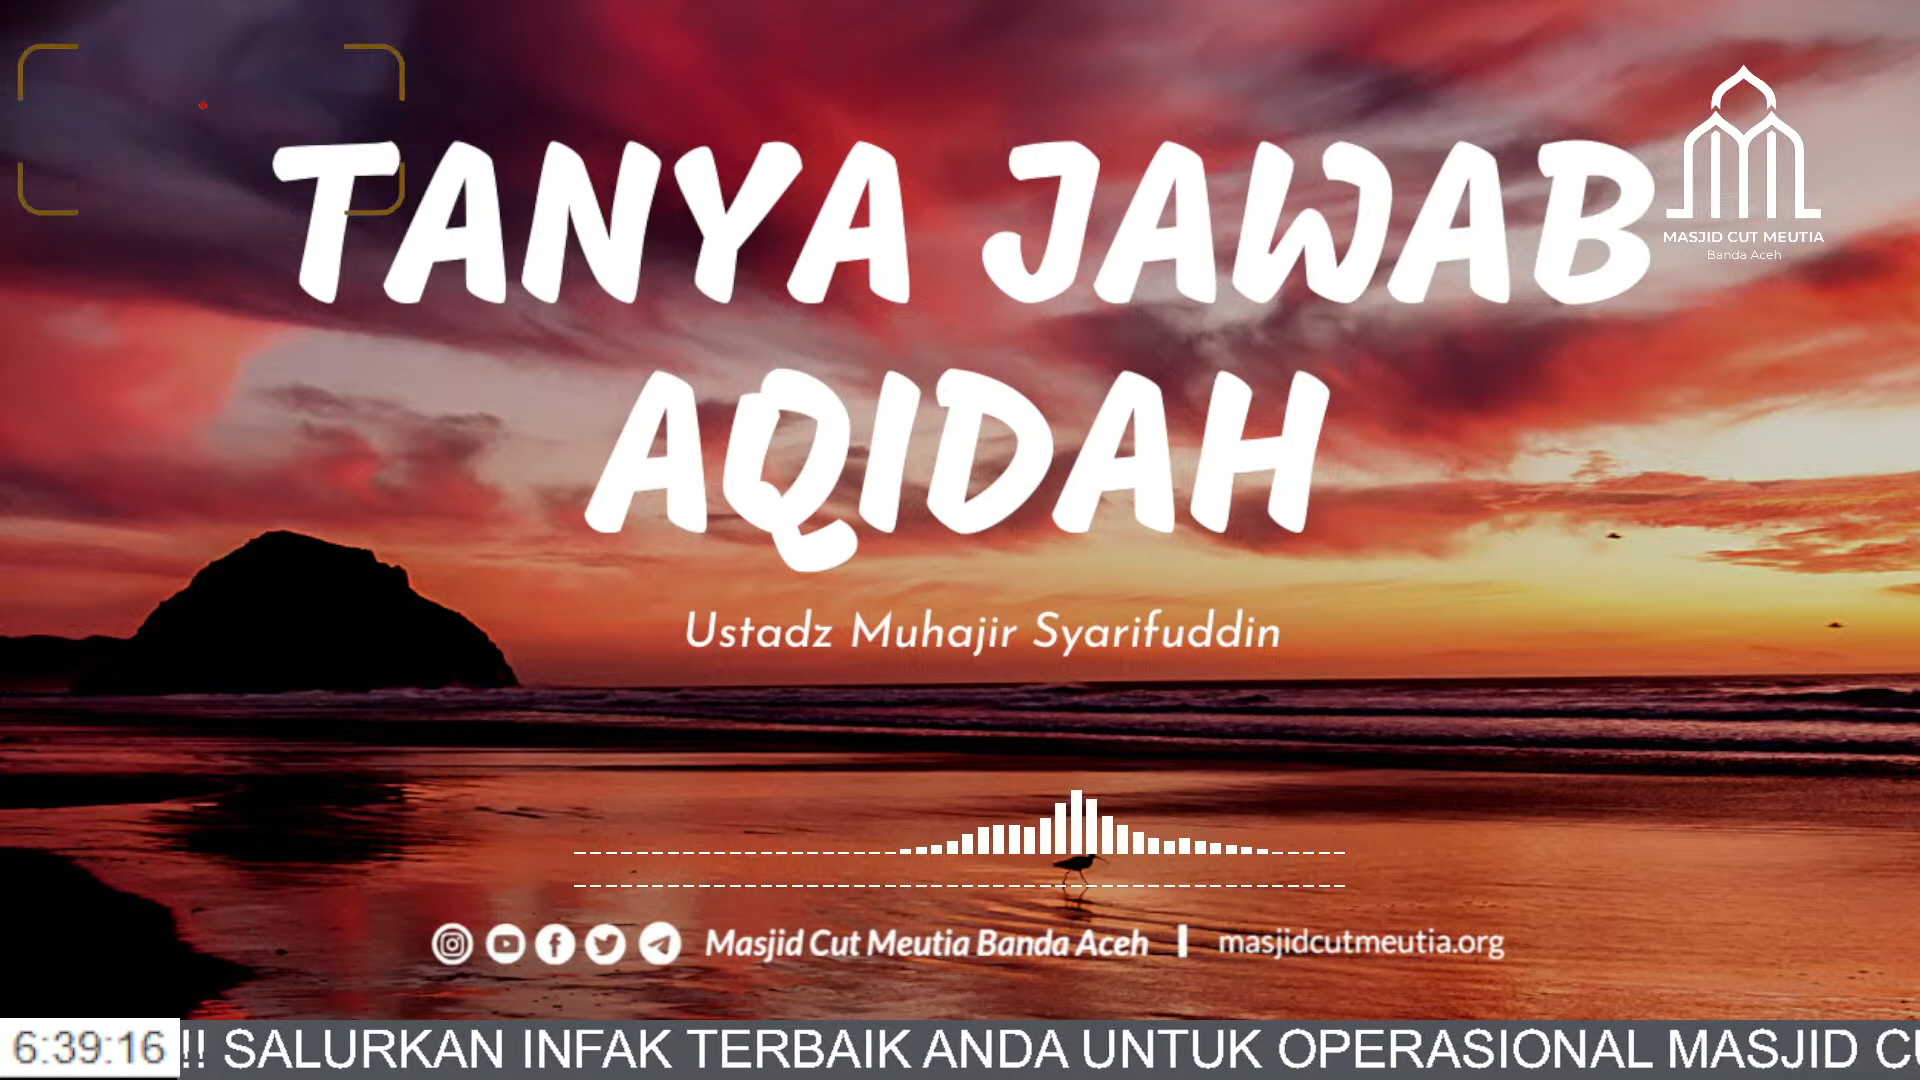 TANYA JAWAB
AQIDAH
MASJID CUT MEUTIA
Banda Aceh
Ustadz Muhajir Syarifuddin
Masjid Cut Meutia Banda Aceh | masjidcutmeutia.org
6:39:16 !! SALURKAN INFAK TERBAIK ANDA UNTUK OPERASIONAL MASJID CU